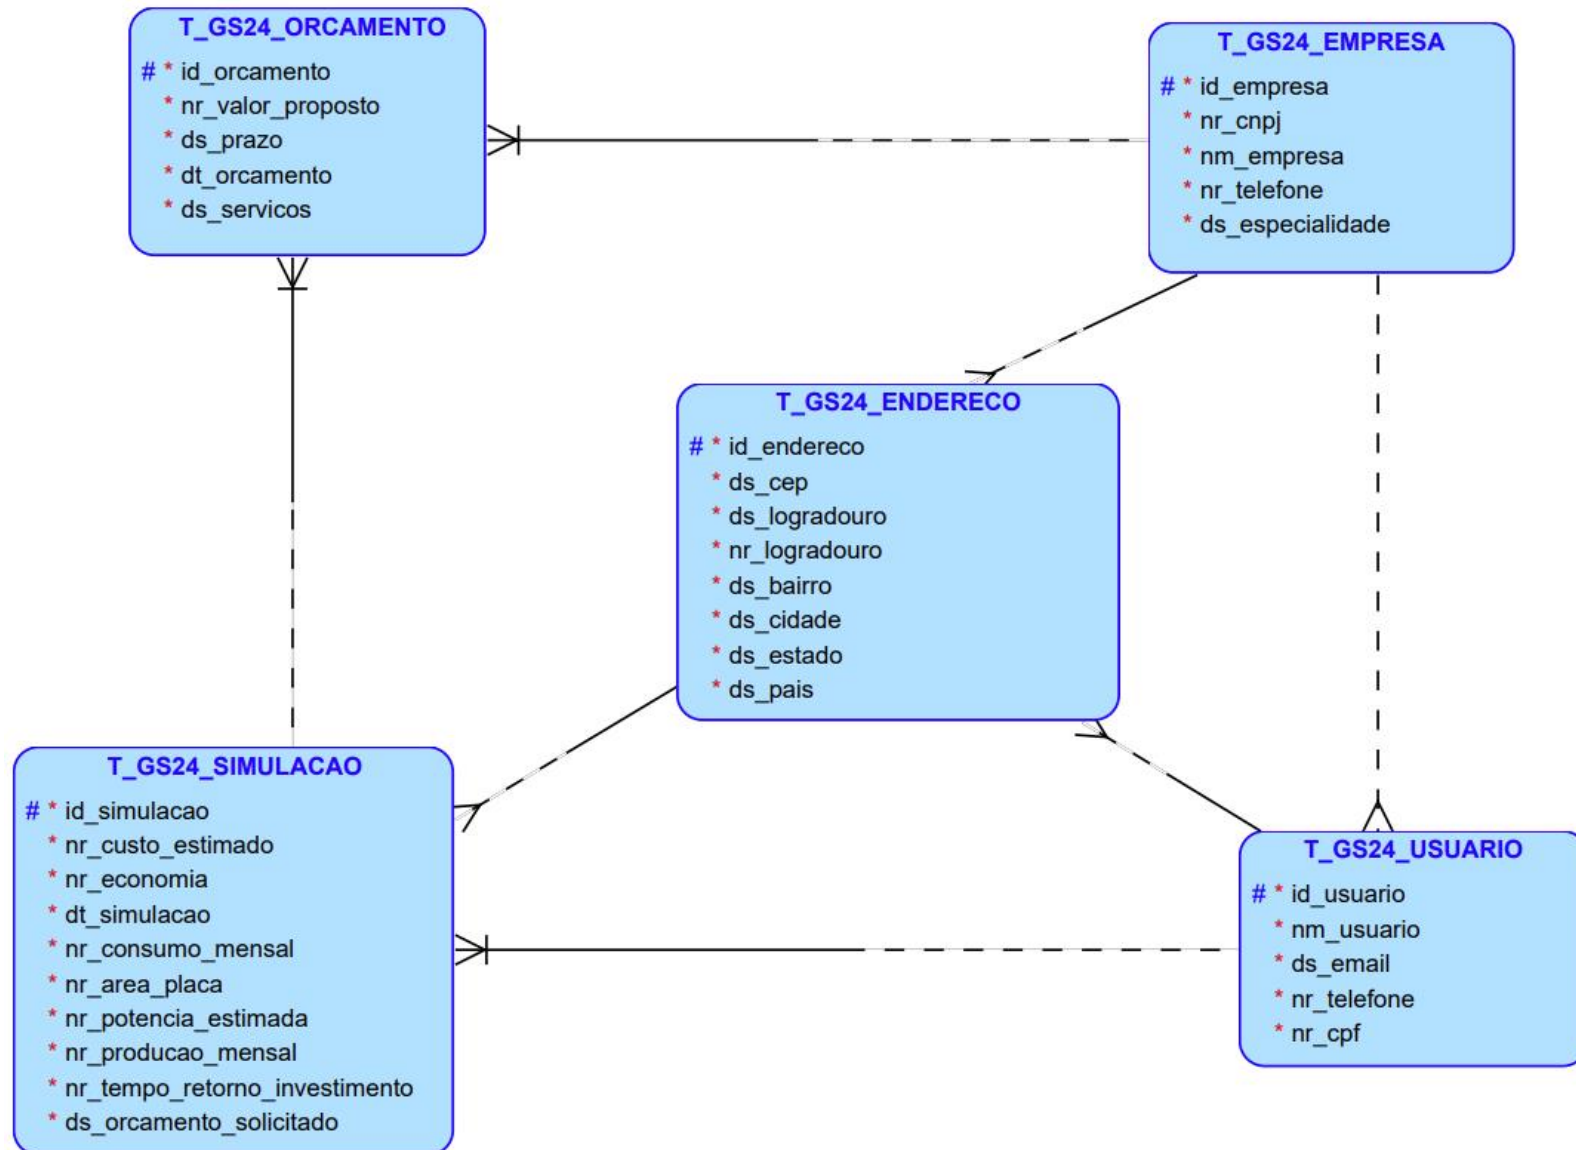 T_GS24_ORCAMENTO
# * id_orcamento
* nr_valor_proposto
* ds_prazo
* dt_orcamento
* ds_servicos
T_GS24_EMPRESA
# * id_empresa
* nr_cnpj
* nm_empresa
* nr_telefone
* ds_especialidade
T_GS24_ENDERECO
# * id_endereco
* ds_cep
* ds_logradouro
* nr_logradouro
* ds_bairro
* ds_cidade
* ds_estado
* ds_pais
T_GS24_SIMULACAO
# * id_simulacao
* nr_custo_estimado
* nr_economia
* dt_simulacao
* nr_consumo_mensal
* nr_area_placa
* nr_potencia_estimada
* nr_producao_mensal
* nr_tempo_retorno_investimento
* ds_orcamento_solicitado
T_GS24_USUARIO
# * id_usuario
* nm_usuario
* ds_email
* nr_telefone
* nr_cpf